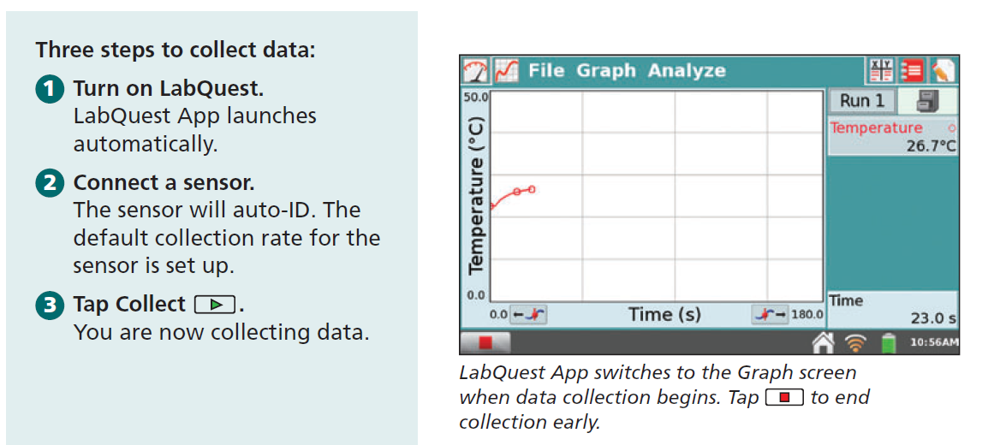 Three steps to collect data:
1 Turn on LabQuest.
LabQuest App launches
automatically.
2 Connect a sensor.
The sensor will auto-ID. The
default collection rate for the
sensor is set up.
3 Tap Collect .
You are now collecting data.
File Graph Analyze
X Y
50.0
Temperature (°C)
0.0
0.0
Time (s)
180.0
Run 1
Temperature
26.7°C
Time
23.0 s
10:56AM
LabQuest App switches to the Graph screen
when data collection begins. Tap to end
collection early.